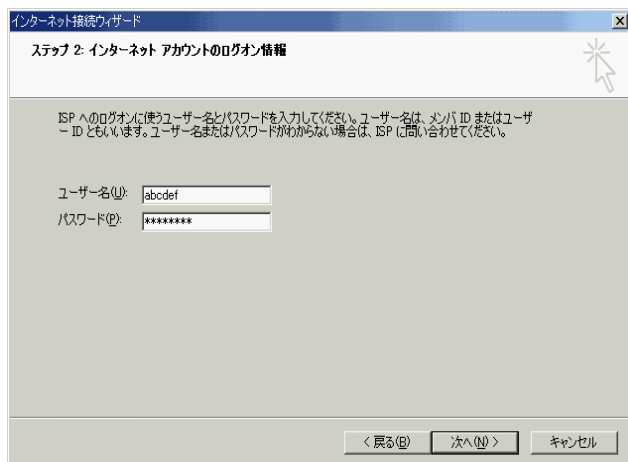 インターネット接続ウィザード
ステップ 2: インターネット アカウントのログオン情報
ISP へのログオンに使うユーザー名とパスワードを入力してください。ユーザー名は、メンバ ID またはユーザ
ー ID ともいいます。ユーザー名またはパスワードがわからない場合は、ISP に問い合わせてください。
ユーザー名(U): abcdef
パスワード(P): ********
< 戻る(B) 次へ(N) > キャンセル